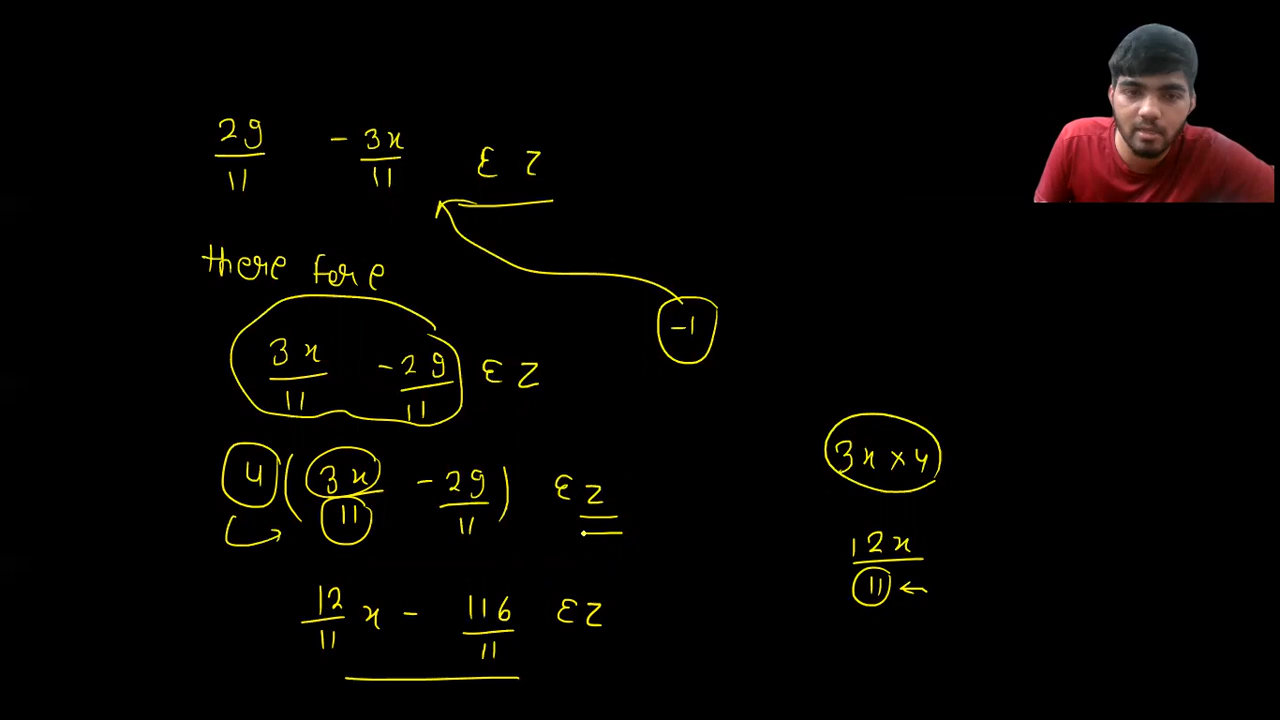 29/11 - 3x/11 ε Z
there fore
-1
3x/11 - 29/11 ε Z
3x × 4
4 ( 3x/11 - 29/11 ) ε Z
12x/11 ←
12/11 x - 116/11 ε Z